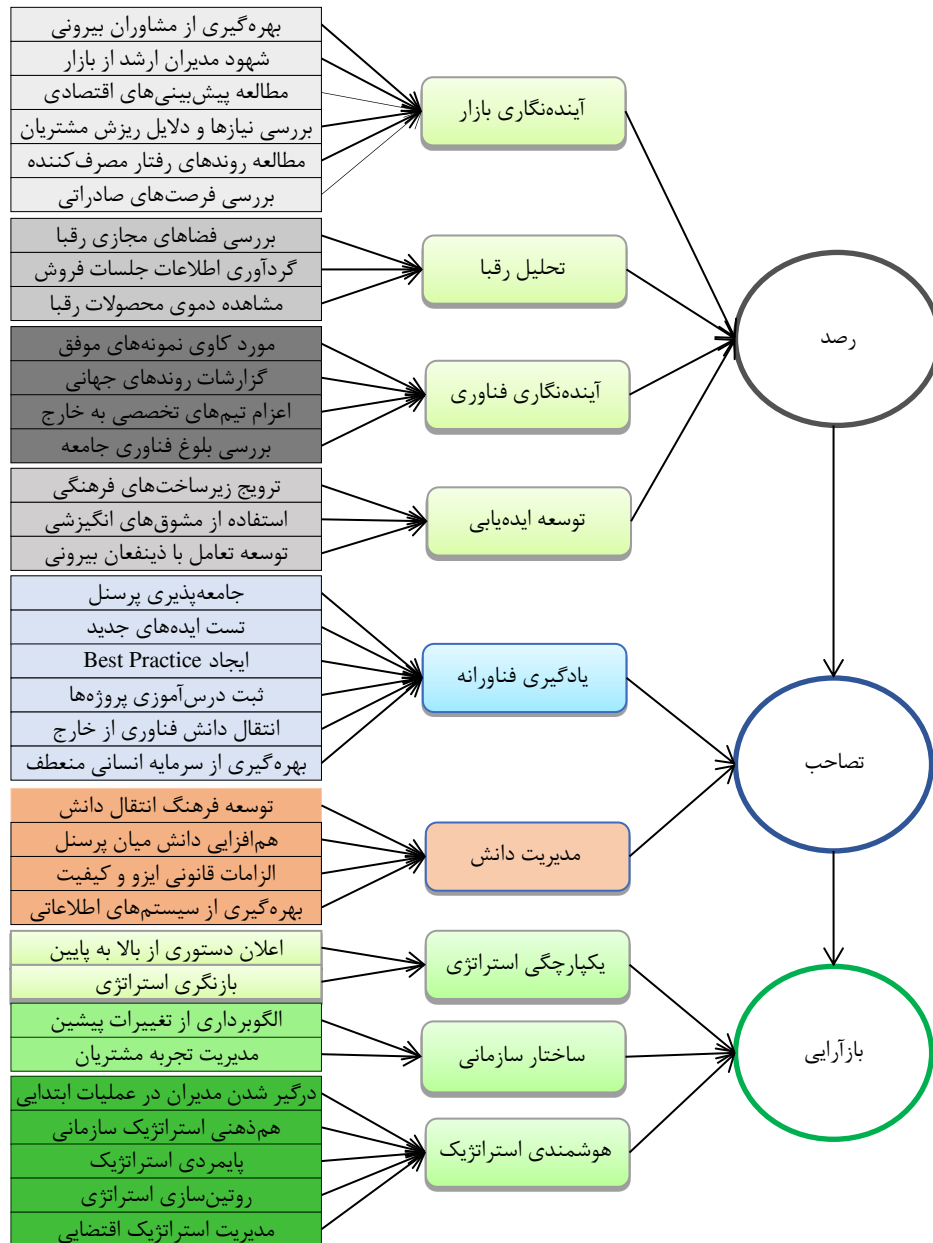 بهره‌گیری از مشاوران بیرونی
شهود مدیران ارشد از بازار
مطالعه پیش‌بینی‌های اقتصادی
بررسی نیازها و دلایل ریزش مشتریان
مطالعه روندهای رفتار مصرف‌کننده
بررسی فرصت‌های صادراتی
آینده‌نگاری بازار
بررسی فضاهای مجازی رقبا
گردآوری اطلاعات جلسات فروش
مشاهده دموی محصولات رقبا
تحلیل رقبا
مورد کاوی نمونه‌های موفق
گزارشات روندهای جهانی
اعزام تیم‌های تخصصی به خارج
بررسی بلوغ فناوری جامعه
آینده‌نگاری فناوری
ترویج زیرساخت‌های فرهنگی
استفاده از مشوق‌های انگیزشی
توسعه تعامل با ذینفعان بیرونی
توسعه ایده‌یابی
رصد
جامعه‌پذیری پرسنل
تست ایده‌های جدید
ایجاد Best Practice
ثبت درس‌آموزی پروژه‌ها
انتقال دانش فناوری از خارج
بهره‌گیری از سرمایه انسانی منعطف
یادگیری فناورانه
توسعه فرهنگ انتقال دانش
هم‌افزایی دانش میان پرسنل
الزامات قانونی ایزو و کیفیت
بهره‌گیری از سیستم‌های اطلاعاتی
مدیریت دانش
تصاحب
اعلان دستوری از بالا به پایین
بازنگری استراتژی
یکپارچگی استراتژی
الگوبرداری از تغییرات پیشین
مدیریت تجربه مشتریان
ساختار سازمانی
درگیر شدن مدیران در عملیات ابتدایی
هم‌ذهنی استراتژیک سازمانی
پایمردی استراتژیک
روتین‌سازی استراتژی
مدیریت استراتژیک اقتضایی
هوشمندی استراتژیک
بازآرایی